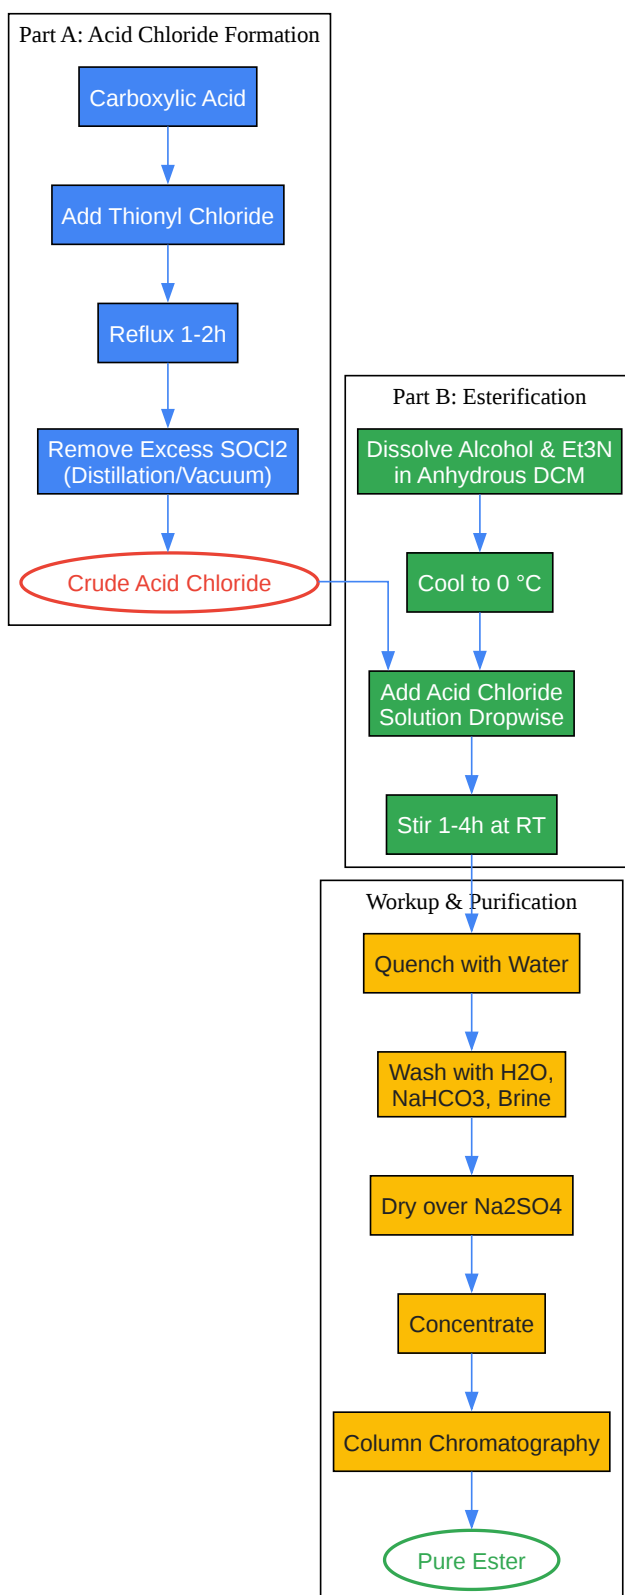 Part A: Acid Chloride Formation
Carboxylic Acid
Add Thionyl Chloride
Reflux 1-2h
Remove Excess SOCl2
(Distillation/Vacuum)
Crude Acid Chloride
Part B: Esterification
Dissolve Alcohol & Et3N
in Anhydrous DCM
Cool to 0 °C
Add Acid Chloride
Solution Dropwise
Stir 1-4h at RT
Workup & Purification
Quench with Water
Wash with H2O,
NaHCO3, Brine
Dry over Na2SO4
Concentrate
Column Chromatography
Pure Ester